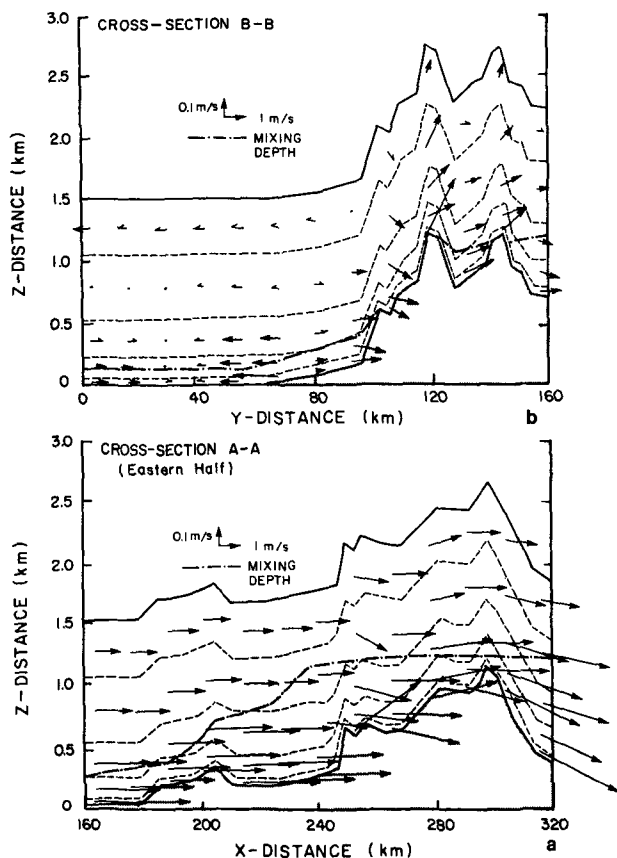 CROSS-SECTION B-B
3.0
2.5
0.1 m/s
1 m/s
MIXING
DEPTH
2.0
1.5
1.0
0.5
0
Z-DISTANCE (km)
0
40
80
120
160
Y-DISTANCE (km)
b
CROSS-SECTION A-A
(Eastern Half)
3.0
2.5
0.1 m/s
1 m/s
MIXING
DEPTH
2.0
1.5
1.0
0.5
0
Z-DISTANCE (km)
160
200
240
280
320
X-DISTANCE (km)
a